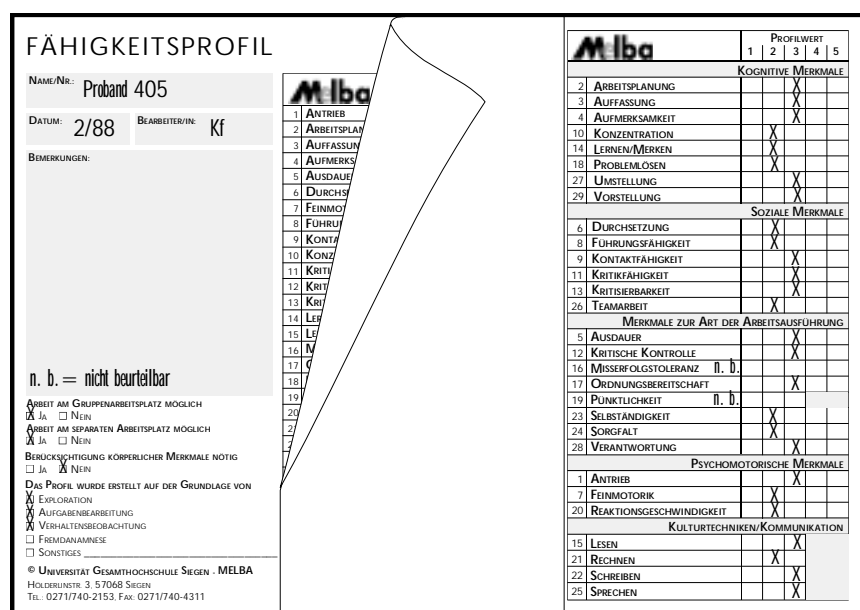 FÄHIGKEITSPROFIL
NAME/NR.: Proband 405
DATUM: 2/88 BEARBEITER/IN: Kf
BEMERKUNGEN:
n. b. = nicht beurteilbar
ARBEIT AM GRUPPENARBEITSPLATZ MÖGLICH
X JA ☐ NEIN
ARBEIT AM SEPARATEN ARBEITSPLATZ MÖGLICH
X JA ☐ NEIN
BERÜCKSICHTIGUNG KÖRPERLICHER MERKMALE NÖTIG
☐ JA X NEIN
DAS PROFIL WURDE ERSTELLT AUF DER GRUNDLAGE VON
X EXPLORATION
X AUFGABENBEARBEITUNG
X VERHALTENSBEOBACHTUNG
☐ FREMDANAMNESE
☐ SONSTIGES
© UNIVERSITÄT GESAMTHOCHSCHULE SIEGEN . MELBA
HÖLDERLINSTR. 3, 57068 SIEGEN
TEL.: 0271/740-2153, FAX: 0271/740-4311
Melba
1 ANTRIEB
2 ARBEITSPLAN
3 AUFFASSUN
4 AUFMERKS
5 AUSDAUE
6 DURCHS
7 FEINMO
8 FÜHRU
9 KONTA
10 KONZ
11 KRITI
12 KRIT
13 KRI
14 LER
15 LE
16 M
17
18
19
20
Melba PROFILWERT
1 2 3 4 5
KOGNITIVE MERKMALE
2 ARBEITSPLANUNG X
3 AUFFASSUNG X
4 AUFMERKSAMKEIT X
10 KONZENTRATION X
14 LERNEN/MERKEN X
18 PROBLEMLÖSEN X
27 UMSTELLUNG X
29 VORSTELLUNG X
SOZIALE MERKMALE
6 DURCHSETZUNG X
8 FÜHRUNGSFÄHIGKEIT X
9 KONTAKTFÄHIGKEIT X
11 KRITIKFÄHIGKEIT X
13 KRITISIERBARKEIT X
26 TEAMARBEIT X
MERKMALE ZUR ART DER ARBEITSAUSFÜHRUNG
5 AUSDAUER X
12 KRITISCHE KONTROLLE X
16 MISSERFOLGSTOLERANZ n. b.
17 ORDNUNGSBEREITSCHAFT X
19 PÜNKTLICHKEIT n. b.
23 SELBSTÄNDIGKEIT X
24 SORGFALT X
28 VERANTWORTUNG X
PSYCHOMOTORISCHE MERKMALE
1 ANTRIEB X
7 FEINMOTORIK X
20 REAKTIONSGESCHWINDIGKEIT X
KULTURTECHNIKEN/KOMMUNIKATION
15 LESEN X
21 RECHNEN X
22 SCHREIBEN X
25 SPRECHEN X